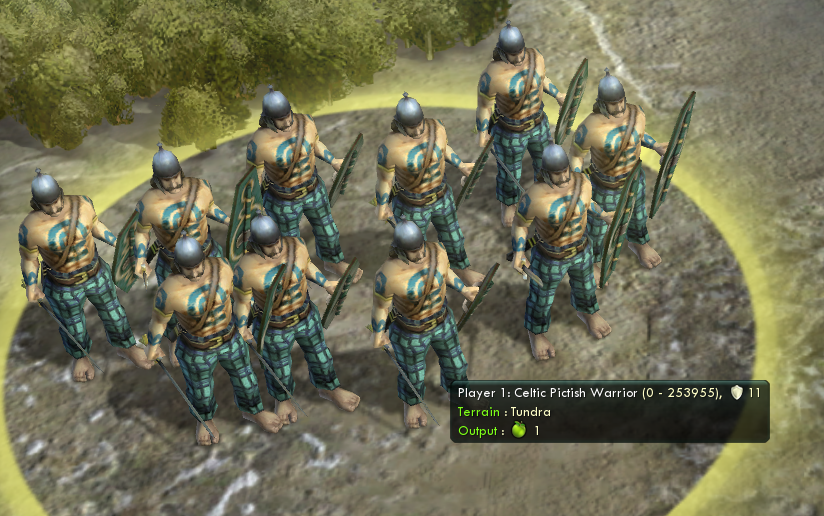 Player 1: Celtic Pictish Warrior (0 - 253955), 11
Terrain : Tundra
Output : 1